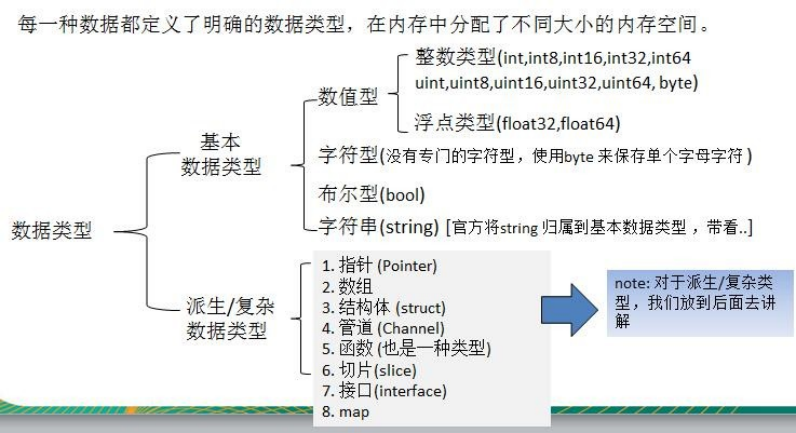 每一种数据都定义了明确的数据类型，在内存中分配了不同大小的内存空间。
整数类型(int,int8,int16,int32,int64
uint,uint8,uint16,uint32,uint64, byte)
数值型
浮点类型(float32,float64)
基本
数据类型
字符型(没有专门的字符型，使用byte 来保存单个字母字符)
布尔型(bool)
字符串(string) [官方将string 归属到基本数据类型 ，带看..]
数据类型
派生/复杂
数据类型
1. 指针 (Pointer)
2. 数组
3. 结构体 (struct)
4. 管道 (Channel)
5. 函数 (也是一种类型)
6. 切片(slice)
7. 接口(interface)
8. map
note: 对于派生/复杂类
型，我们放到后面去讲
解